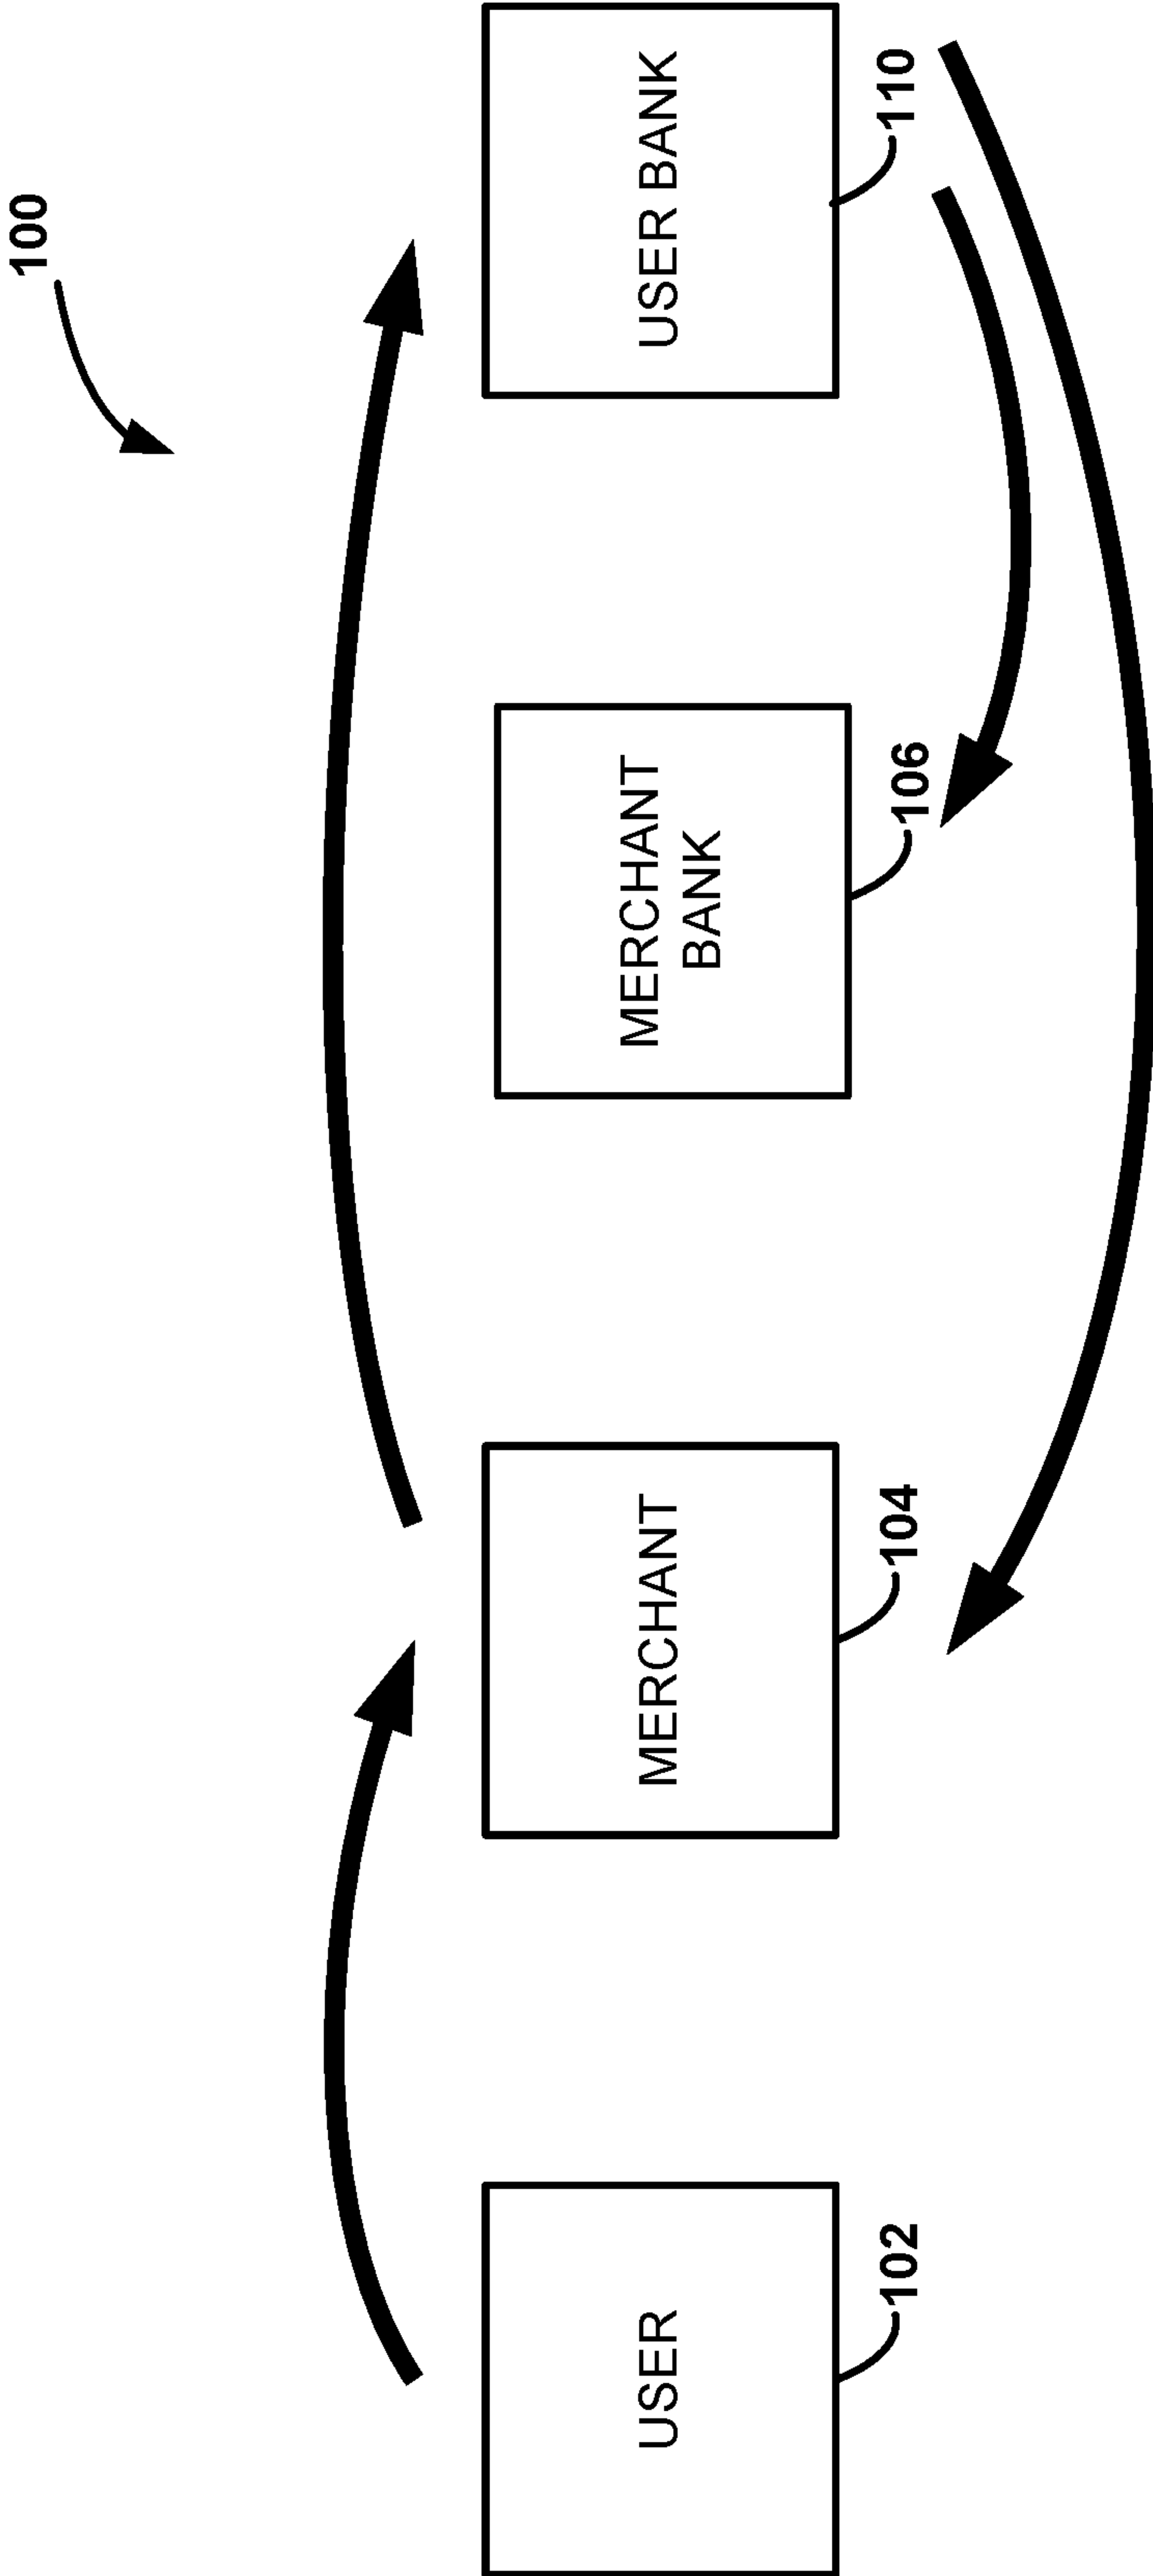 100
USER
MERCHANT
MERCHANT
BANK
USER BANK
102
104
106
110